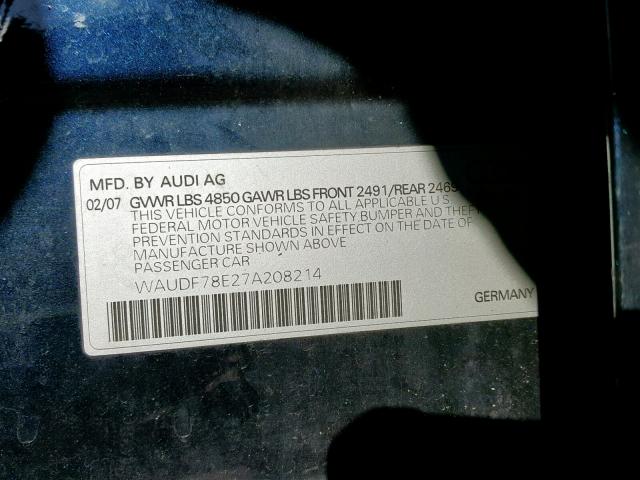 MFD. BY AUDI AG
02/07 GVWR LBS 4850 GAWR LBS FRONT 2491/REAR 2469
THIS VEHICLE CONFORMS TO ALL APPLICABLE U.S.
FEDERAL MOTOR VEHICLE SAFETY, BUMPER AND THEFT
PREVENTION STANDARDS IN EFFECT ON THE DATE OF
MANUFACTURE SHOWN ABOVE
PASSENGER CAR
WAUDF78E27A208214
GERMANY